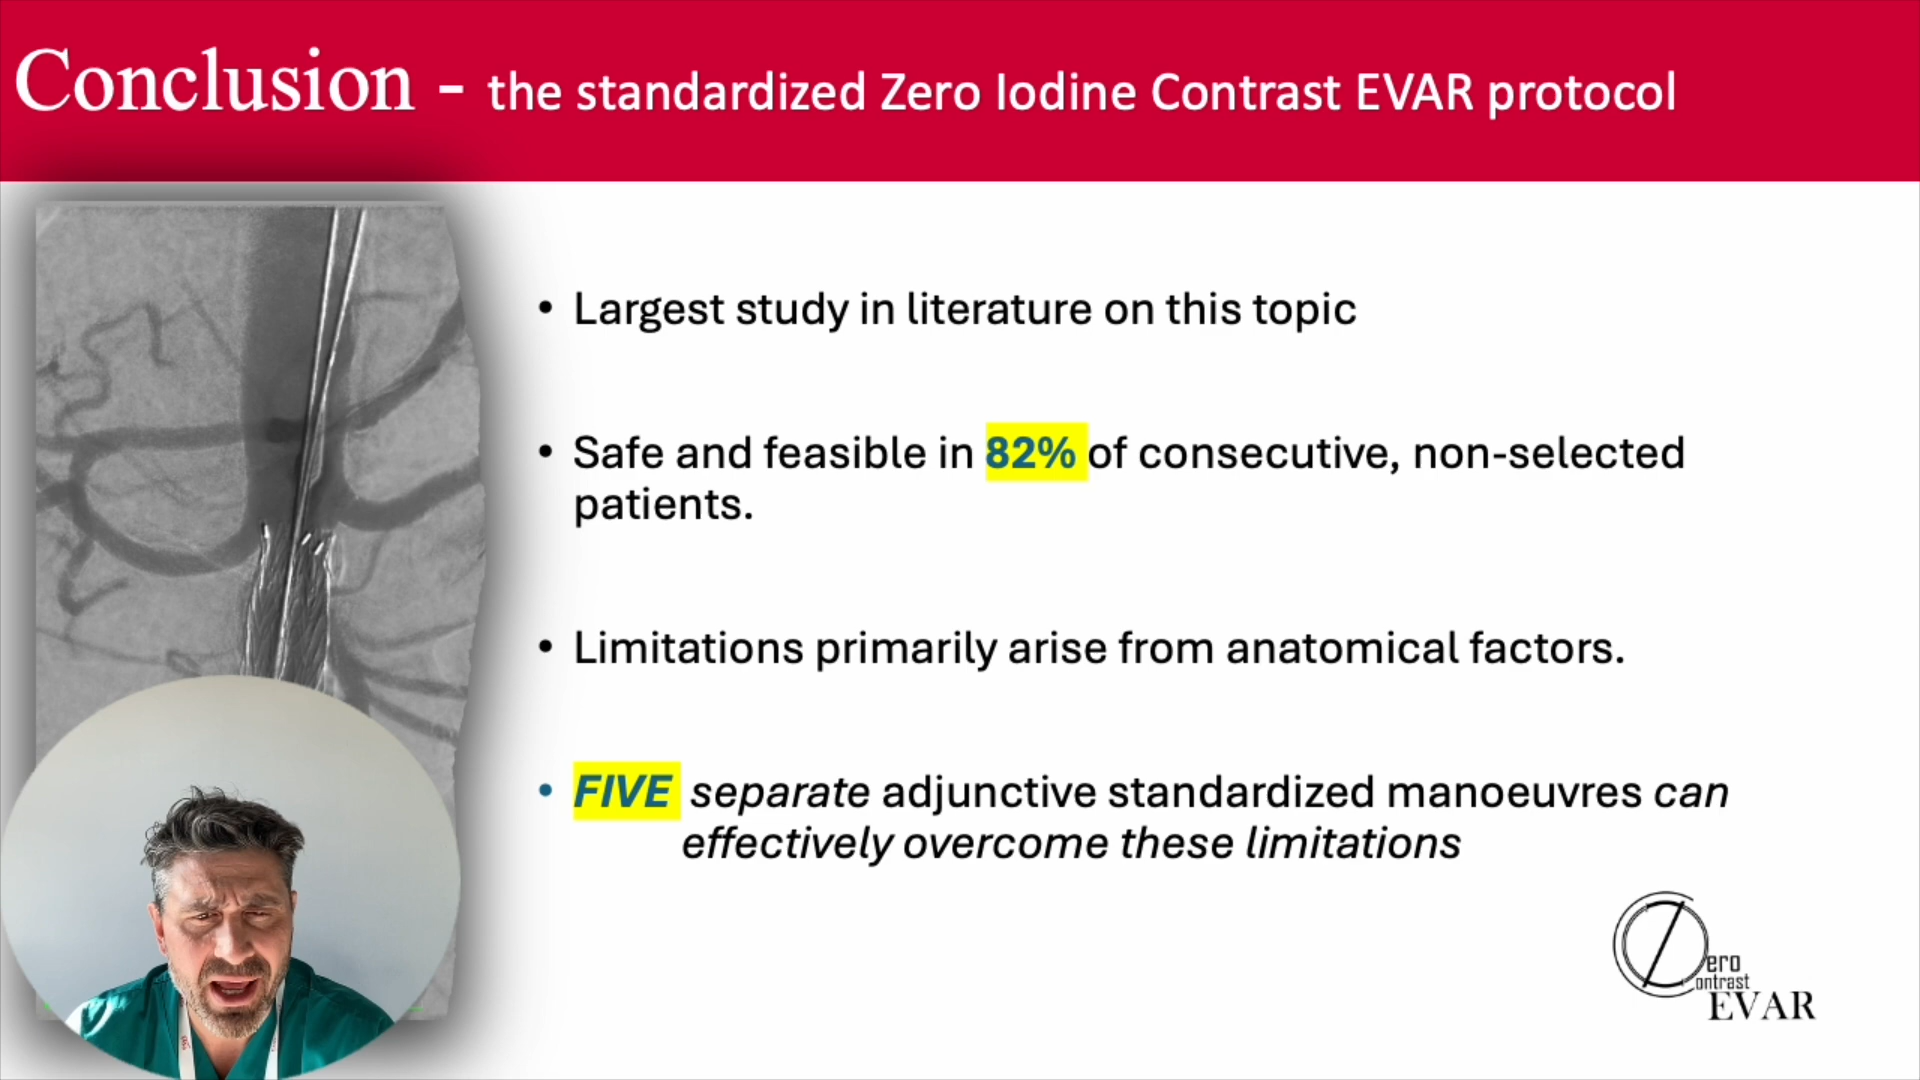 Conclusion - the standardized Zero Iodine Contrast EVAR protocol
• Largest study in literature on this topic
• Safe and feasible in 82% of consecutive, non-selected
patients.
• Limitations primarily arise from anatomical factors.
• FIVE separate adjunctive standardized manoeuvres can
effectively overcome these limitations
Zero
Contrast
EVAR